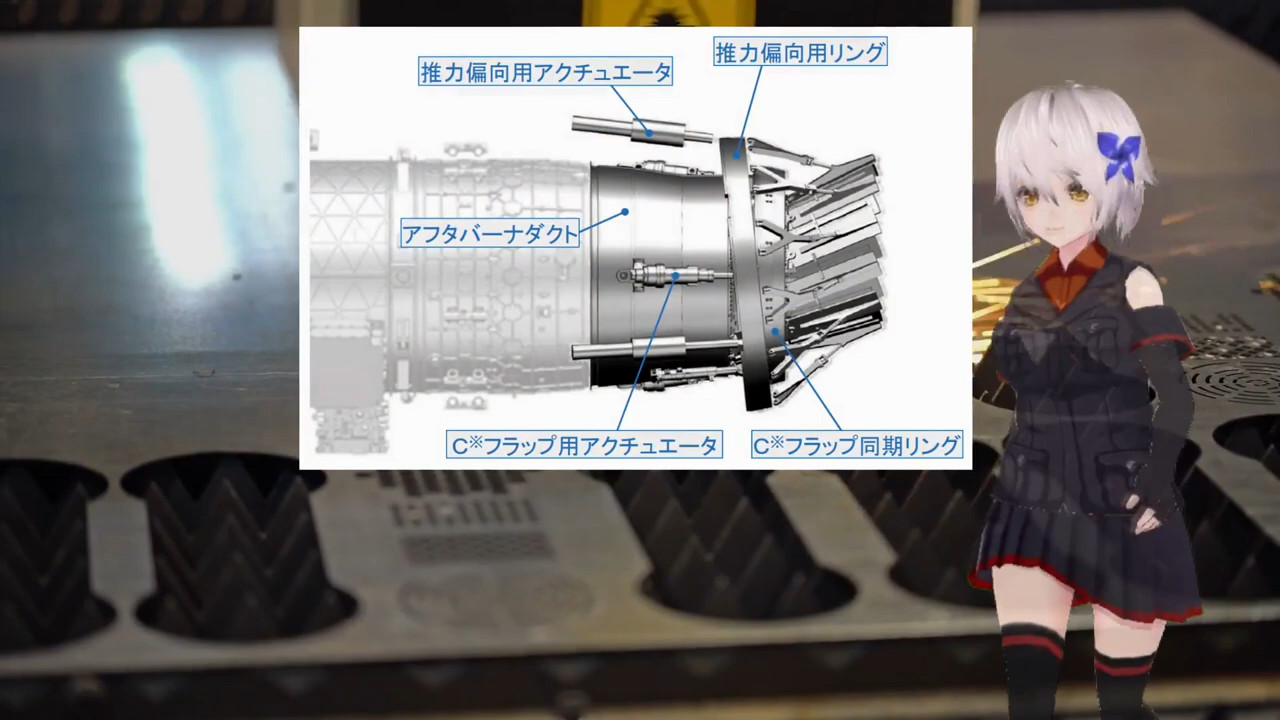 推力偏向用リング
推力偏向用アクチュエータ
アフタバーナダクト
C※フラップ用アクチュエータ
C※フラップ同期リング